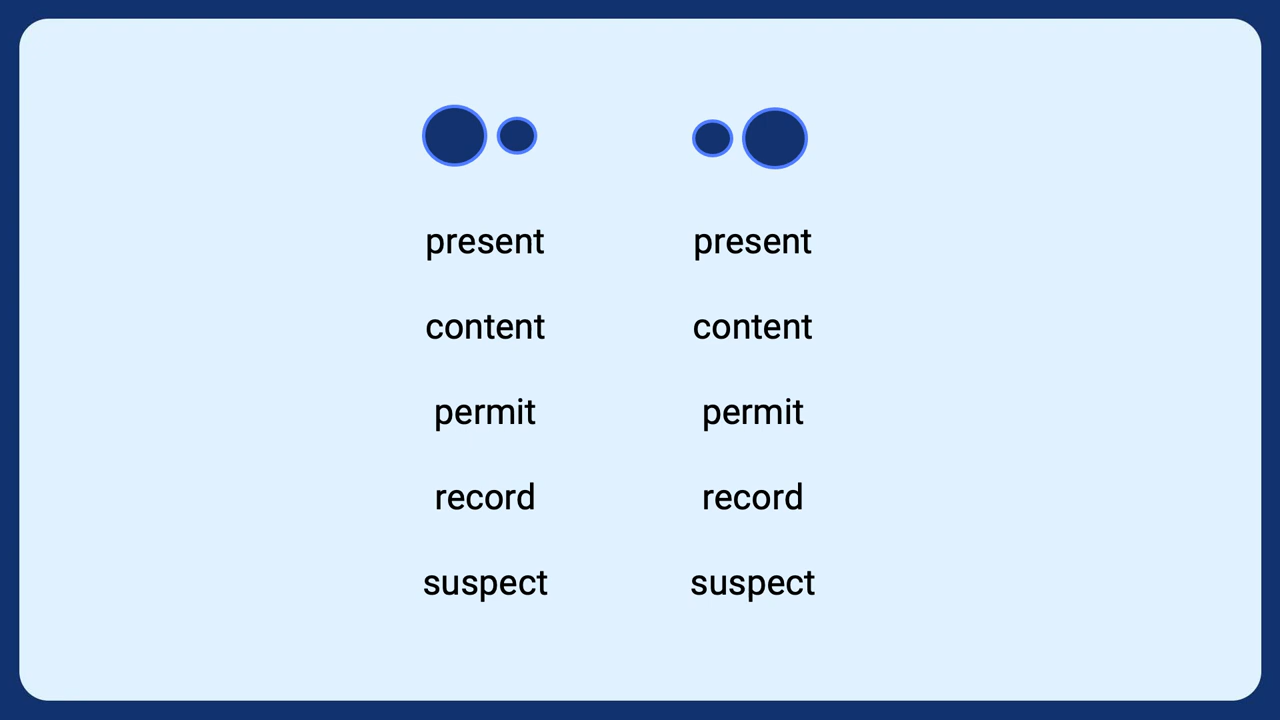 present present
content content
permit permit
record record
suspect suspect